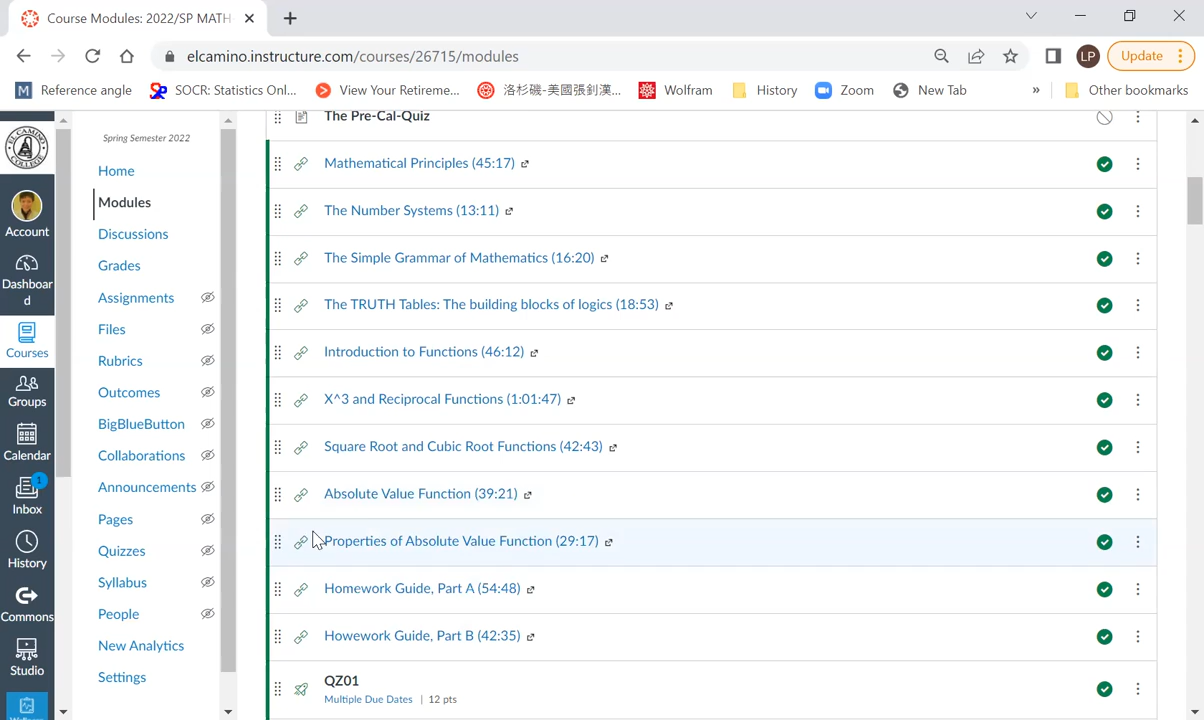 Course Modules: 2022/SP MATH-
elcamino.instructure.com/courses/26715/modules
LP
Update
M Reference angle
SOCR: Statistics Onl...
View Your Retireme...
洛杉磯-美國張釗漢...
Wolfram
History
Zoom
New Tab
»
Other bookmarks
EL CAMINO
COLLEGE
Account
Dashboar
d
Courses
Groups
Calendar
1
Inbox
History
Commons
Studio
Spring Semester 2022
Home
Modules
Discussions
Grades
Assignments
Files
Rubrics
Outcomes
BigBlueButton
Collaborations
Announcements
Pages
Quizzes
Syllabus
People
New Analytics
Settings
The Pre-Cal-Quiz
Mathematical Principles (45:17)
The Number Systems (13:11)
The Simple Grammar of Mathematics (16:20)
The TRUTH Tables: The building blocks of logics (18:53)
Introduction to Functions (46:12)
X^3 and Reciprocal Functions (1:01:47)
Square Root and Cubic Root Functions (42:43)
Absolute Value Function (39:21)
Properties of Absolute Value Function (29:17)
Homework Guide, Part A (54:48)
Howework Guide, Part B (42:35)
QZ01
Multiple Due Dates | 12 pts